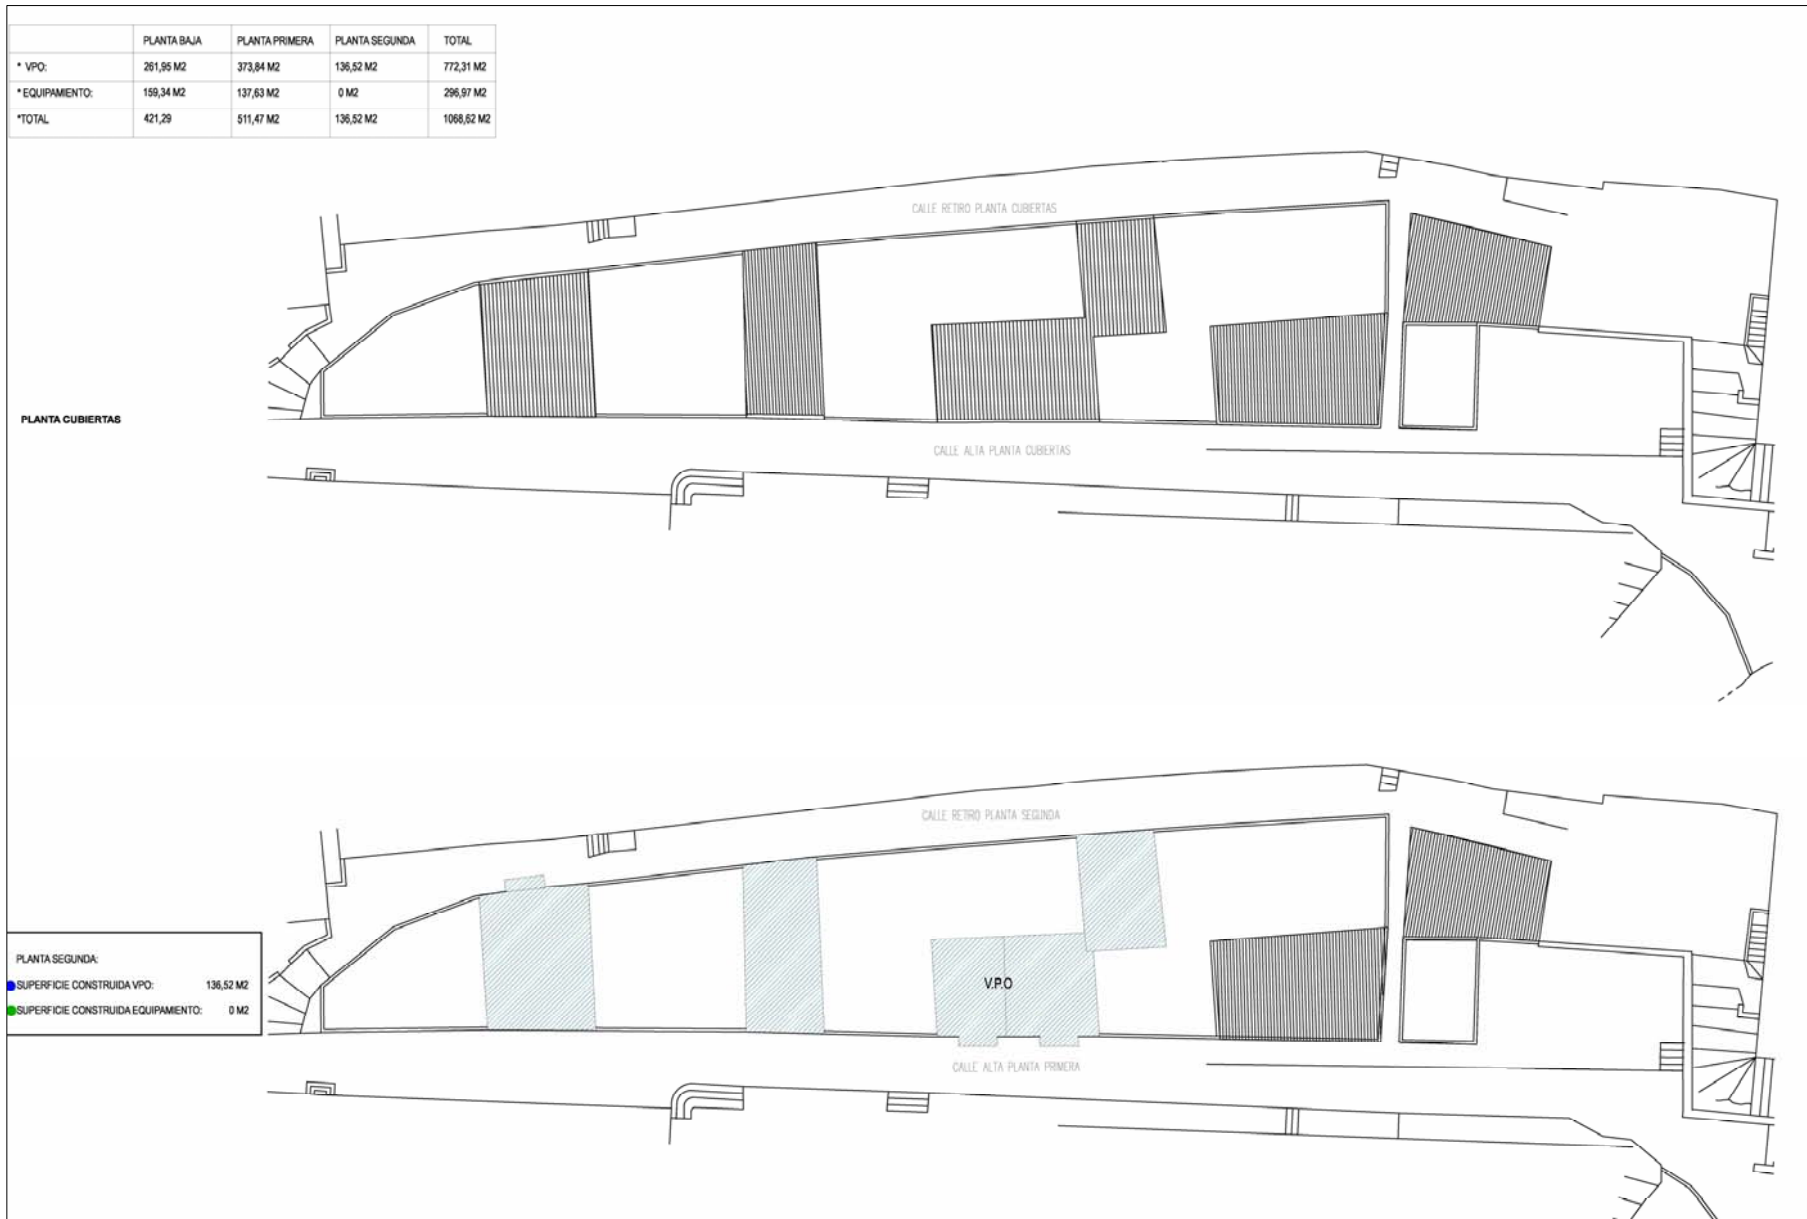 PLANTA BAJA PLANTA PRIMERA PLANTA SEGUNDA TOTAL
* VPO: 261,95 M2 373,84 M2 136,52 M2 772,31 M2
* EQUIPAMIENTO: 159,34 M2 137,63 M2 0 M2 296,97 M2
*TOTAL 421,29 511,47 M2 136,52 M2 1068,62 M2
CALLE RETIRO PLANTA CUBIERTAS
PLANTA CUBIERTAS
CALLE ALTA PLANTA CUBIERTAS
CALLE RETIRO PLANTA SEGUNDA
PLANTA SEGUNDA:
SUPERFICIE CONSTRUIDA VPO: 136,52 M2
SUPERFICIE CONSTRUIDA EQUIPAMIENTO: 0 M2
V.P.O
CALLE ALTA PLANTA PRIMERA